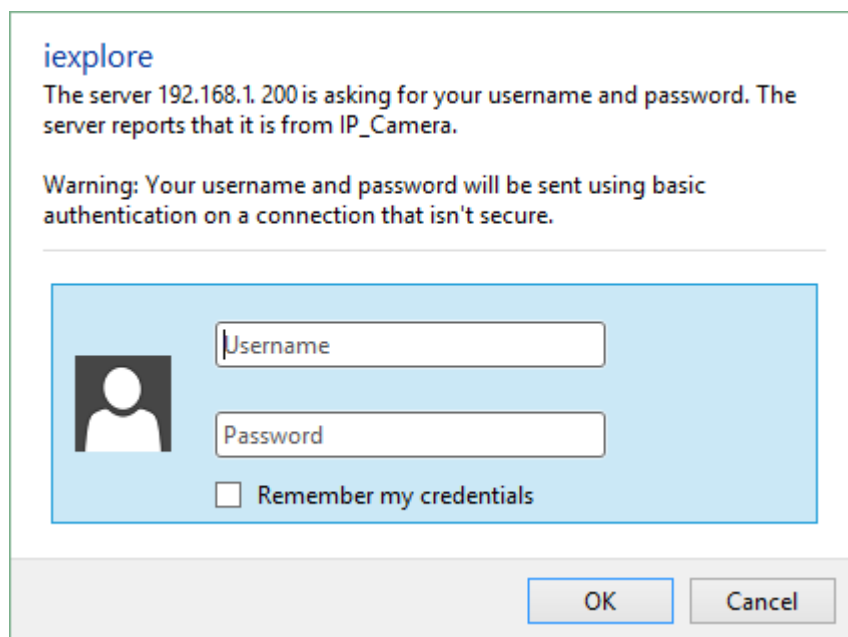 iexplore
The server 192.168.1. 200 is asking for your username and password. The
server reports that it is from IP_Camera.
Warning: Your username and password will be sent using basic
authentication on a connection that isn't secure.
Username
Password
Remember my credentials
OK Cancel